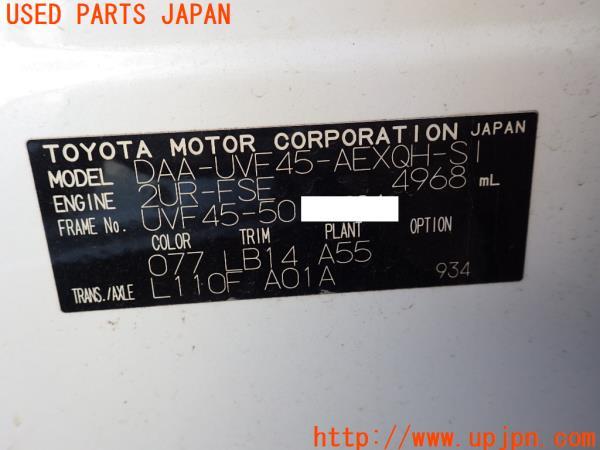 USED PARTS JAPAN
TOYOTA MOTOR CORPORATION JAPAN
MODEL DAA-UVF45-AEXQH-SI
ENGINE 2UR-FSE 4968 mL
FRAME No. UVF45-50
COLOR TRIM PLANT OPTION
077 LB14 A55
TRANS./AXLE L110F A01A 934
http://www.upjpn.com